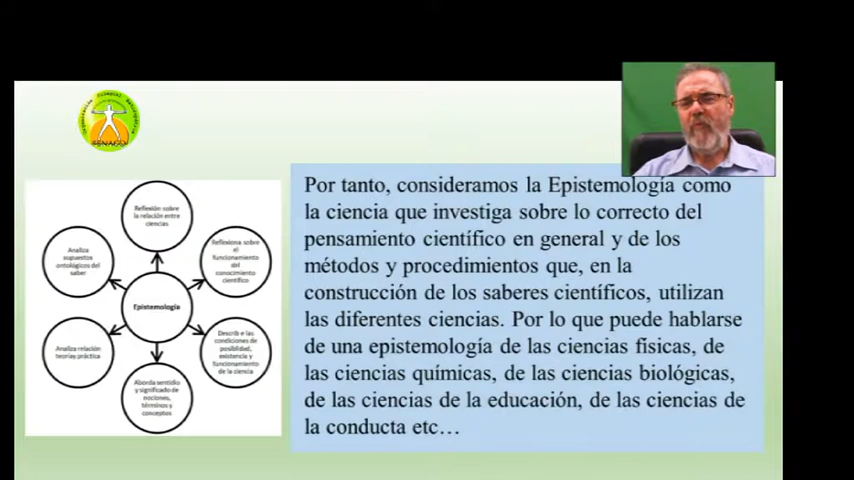 PENAGO
Reflexión sobre
la relación entre
ciencias
Reflexiona sobre
el
funcionamiento
del
conocimiento
científico
Describe las
condiciones de
posibilidad,
existencia y
funcionamiento
de la ciencia
Aborda sentido
y significado de
nociones,
términos y
conceptos
Analiza relación
teoría y práctica
Analiza
supuestos
ontológicos del
saber
Epistemología
Por tanto, consideramos la Epistemología como
la ciencia que investiga sobre lo correcto del
pensamiento científico en general y de los
métodos y procedimientos que, en la
construcción de los saberes científicos, utilizan
las diferentes ciencias. Por lo que puede hablarse
de una epistemología de las ciencias físicas, de
las ciencias químicas, de las ciencias biológicas,
de las ciencias de la educación, de las ciencias de
la conducta etc…